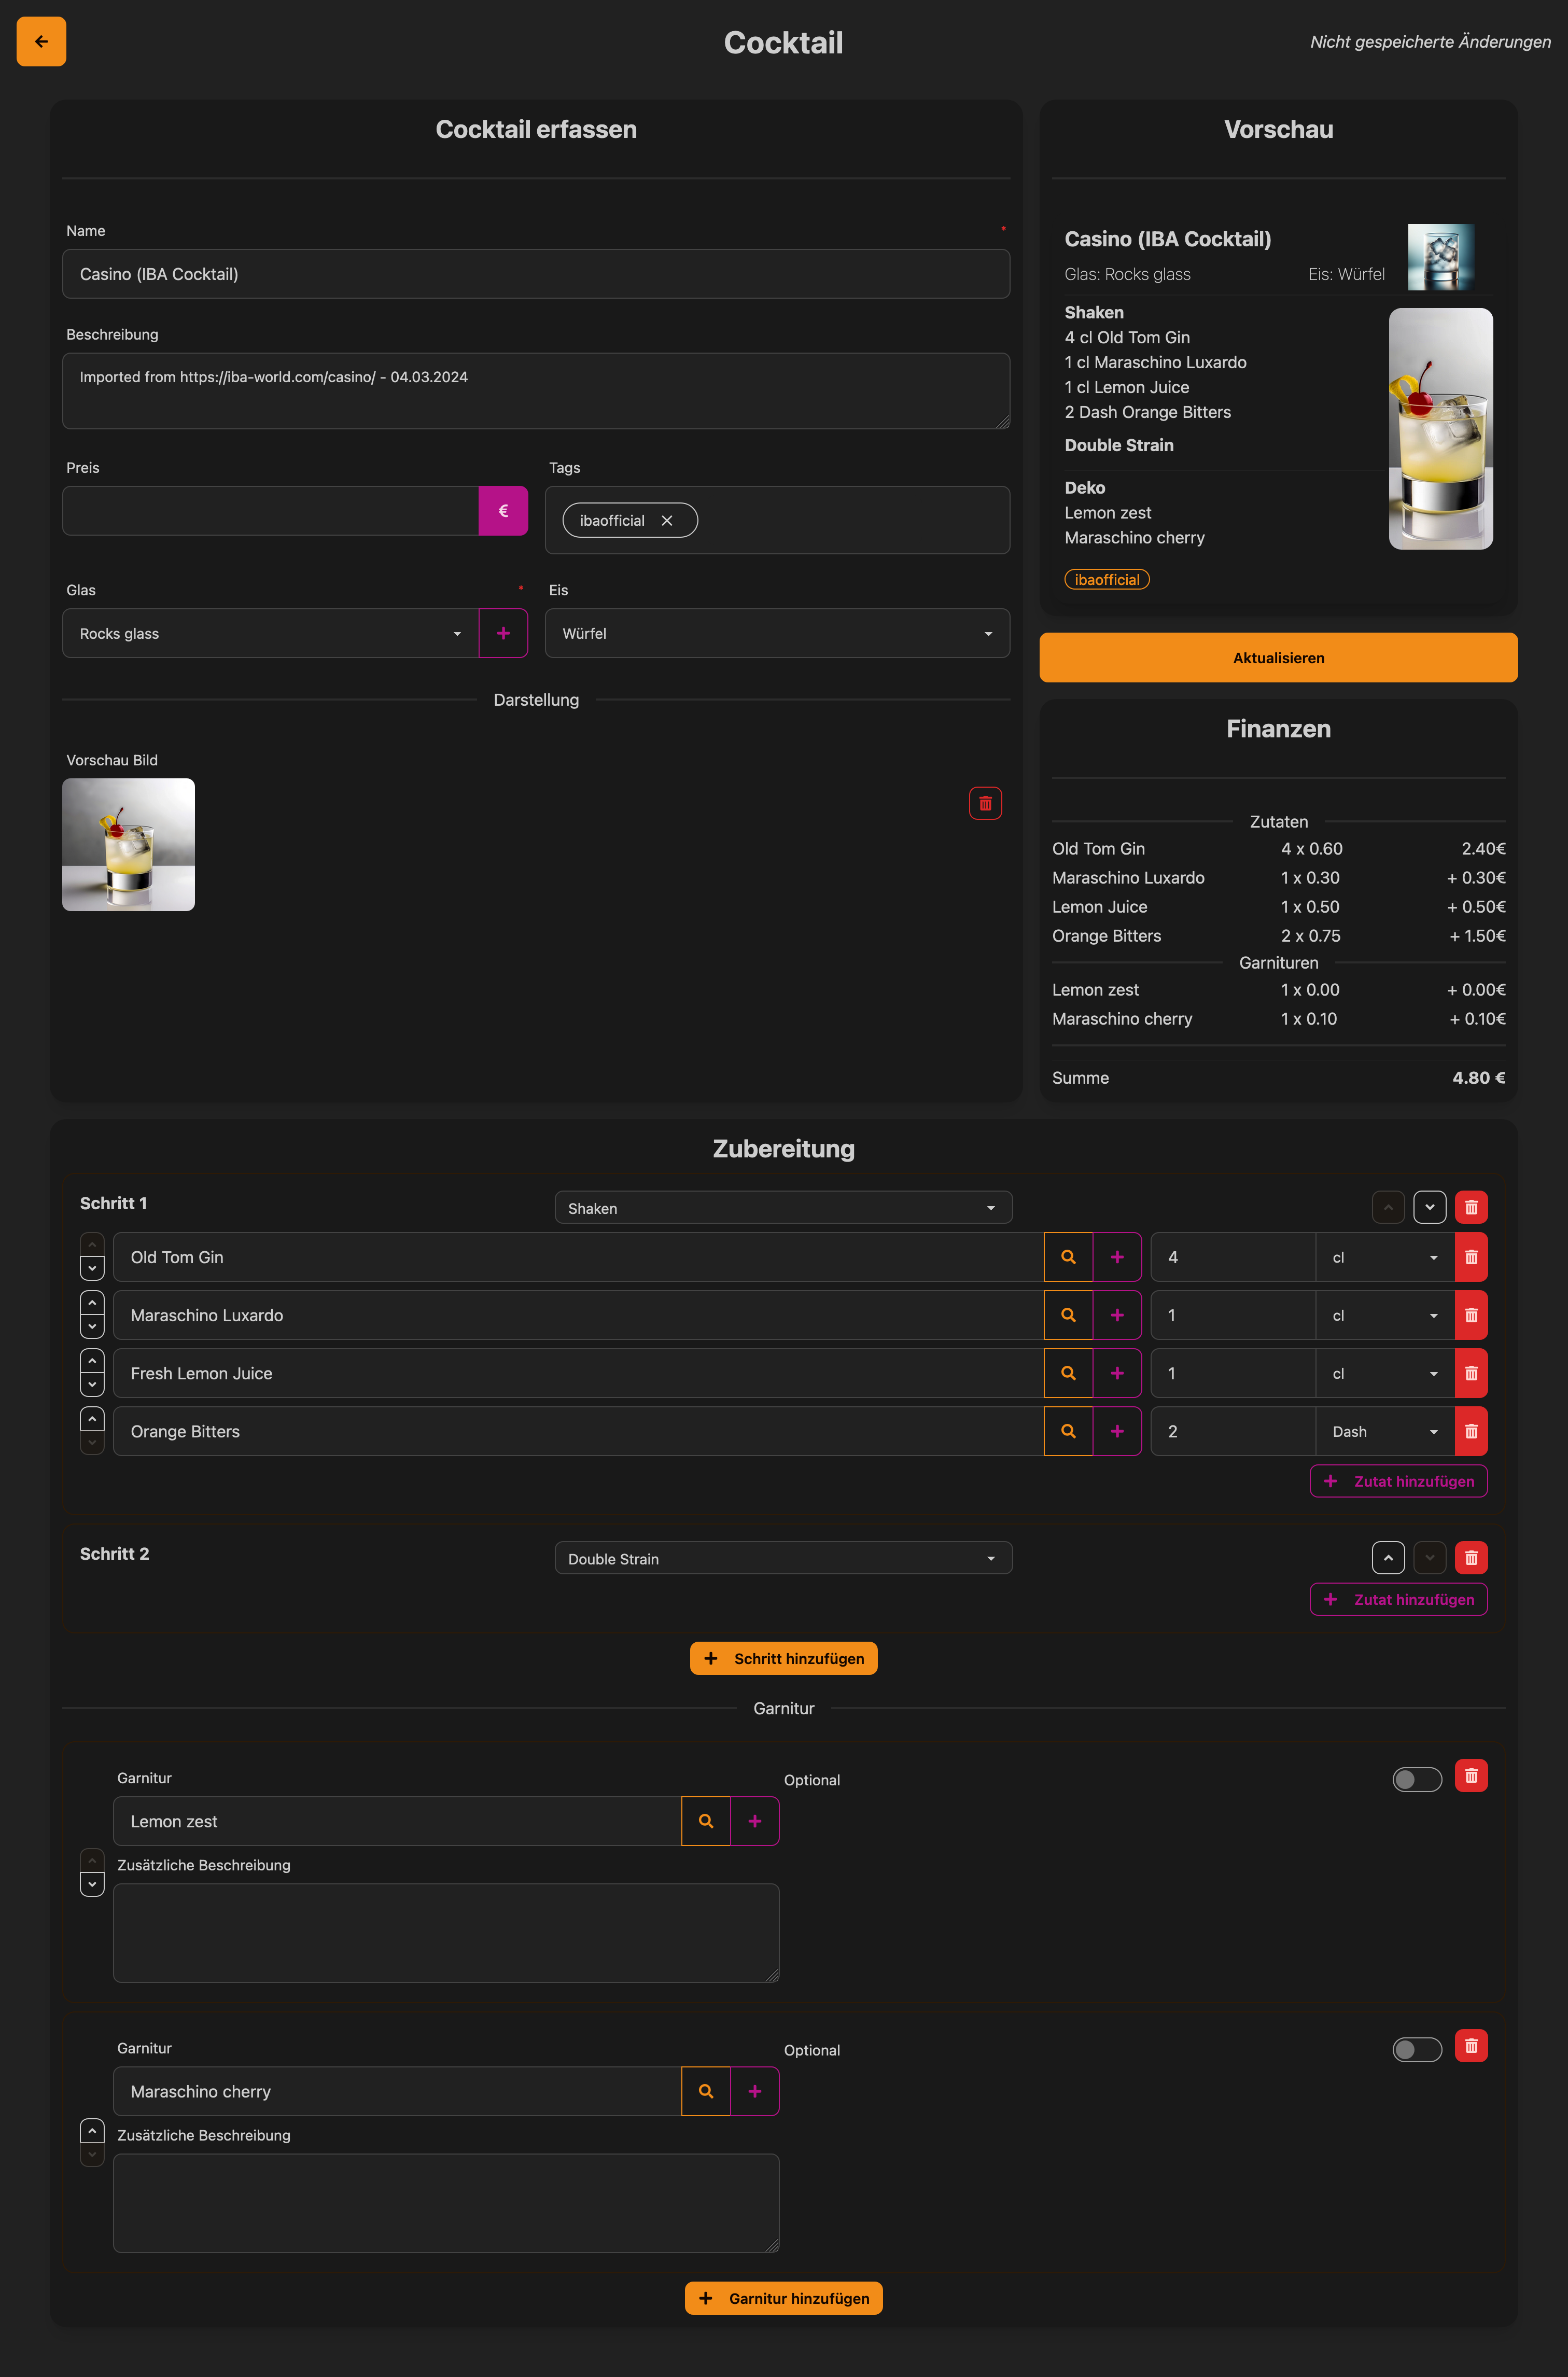 Cocktail
Nicht gespeicherte Änderungen
Cocktail erfassen
Name *
Casino (IBA Cocktail)
Beschreibung
Imported from https://iba-world.com/casino/ - 04.03.2024
Preis
€
Tags
ibaofficial
Glas *
Rocks glass
Eis
Würfel
Darstellung
Vorschau Bild
Vorschau
Casino (IBA Cocktail)
Glas: Rocks glass Eis: Würfel
Shaken
4 cl Old Tom Gin
1 cl Maraschino Luxardo
1 cl Lemon Juice
2 Dash Orange Bitters
Double Strain
Deko
Lemon zest
Maraschino cherry
ibaofficial
Aktualisieren
Finanzen
Zutaten
Old Tom Gin 4 x 0.60 2.40€
Maraschino Luxardo 1 x 0.30 + 0.30€
Lemon Juice 1 x 0.50 + 0.50€
Orange Bitters 2 x 0.75 + 1.50€
Garnituren
Lemon zest 1 x 0.00 + 0.00€
Maraschino cherry 1 x 0.10 + 0.10€
Summe 4.80 €
Zubereitung
Schritt 1 Shaken
Old Tom Gin 4 cl
Maraschino Luxardo 1 cl
Fresh Lemon Juice 1 cl
Orange Bitters 2 Dash
Zutat hinzufügen
Schritt 2 Double Strain
Zutat hinzufügen
Schritt hinzufügen
Garnitur
Garnitur Optional
Lemon zest
Zusätzliche Beschreibung
Garnitur Optional
Maraschino cherry
Zusätzliche Beschreibung
Garnitur hinzufügen